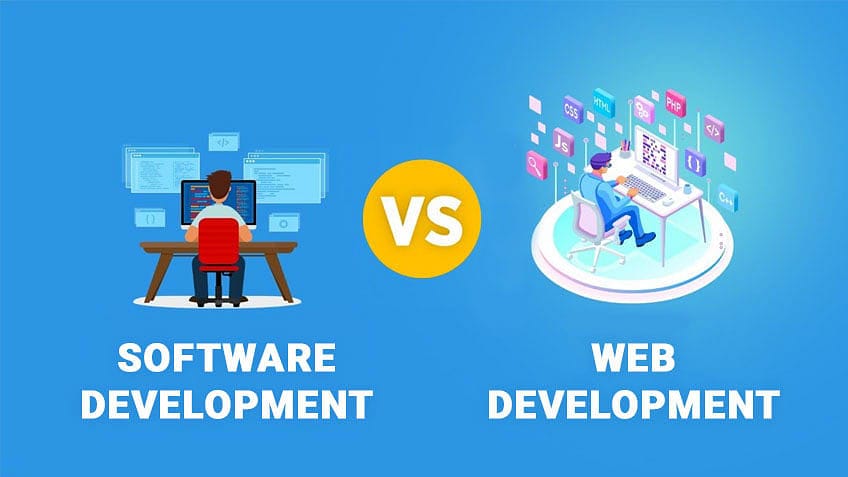 SOFTWARE
DEVELOPMENT
VS
WEB
DEVELOPMENT
CSS
HTML
PHP
</>
JS
{ }
C++
</>
{ }